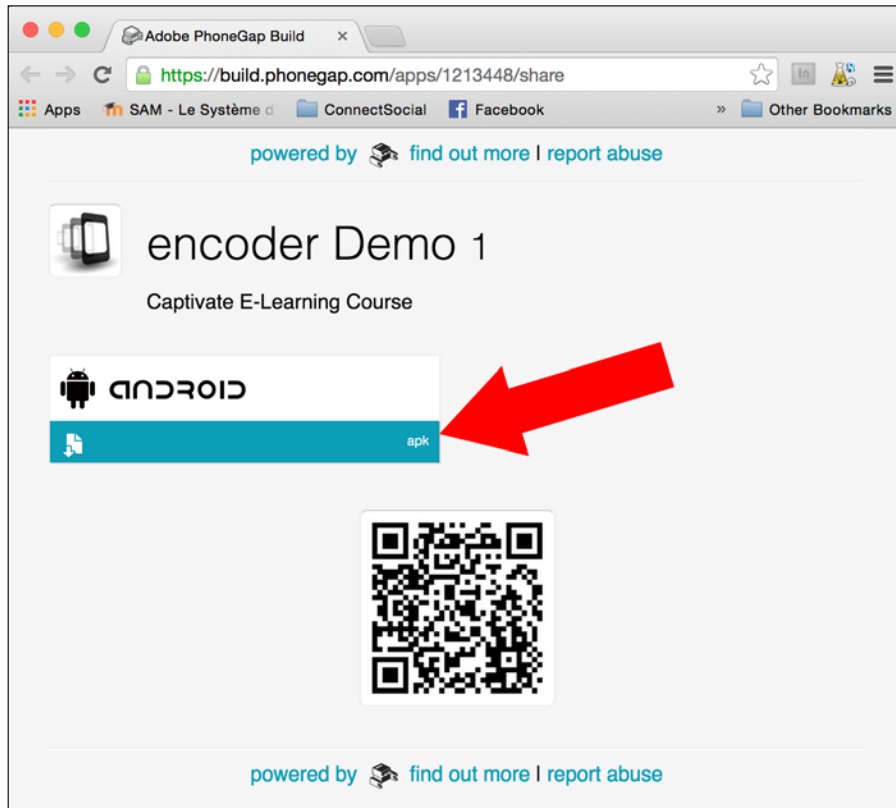 Adobe PhoneGap Build
https://build.phonegap.com/apps/1213448/share
Apps SAM - Le Système d ConnectSocial Facebook » Other Bookmarks
powered by find out more | report abuse
encoder Demo 1
Captivate E-Learning Course
android
apk
powered by find out more | report abuse